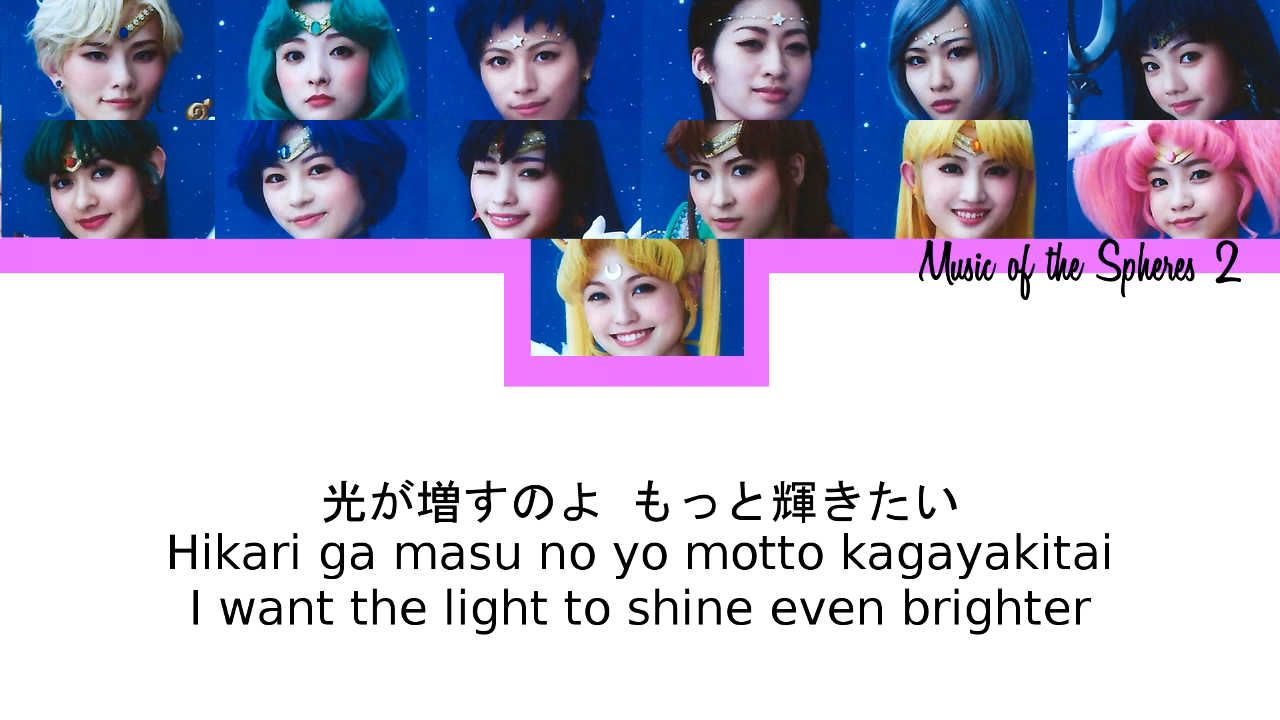 Music of the Spheres 2
光が増すのよ もっと輝きたい
Hikari ga masu no yo motto kagayakitai
I want the light to shine even brighter